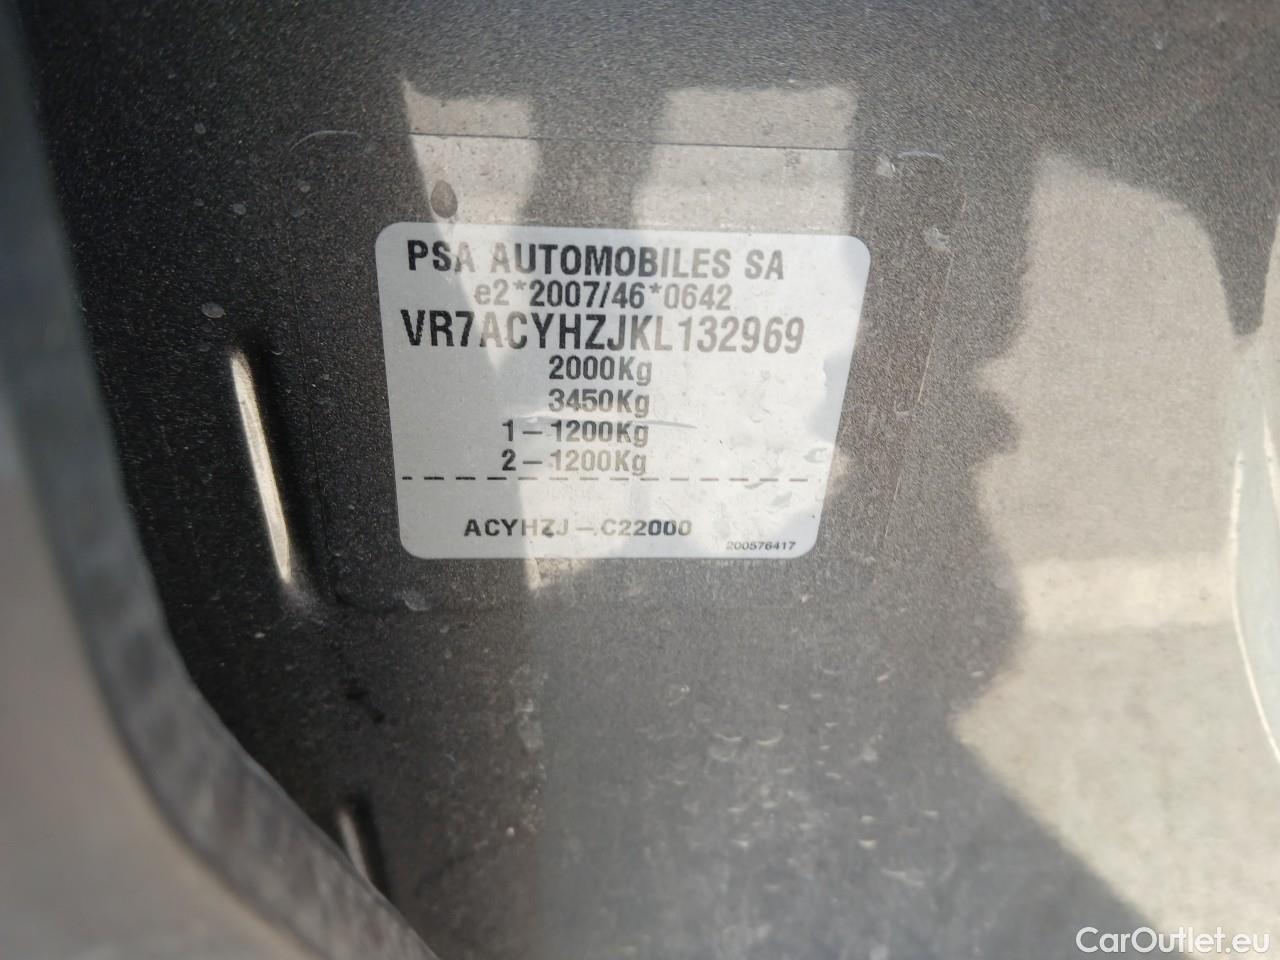 PSA AUTOMOBILES SA
e2*2007/46*0642
VR7ACYHZJKL132969
2000Kg
3450Kg
1-1200Kg
2-1200Kg
ACYHZJ-C22000
200576417
CarOutlet.eu